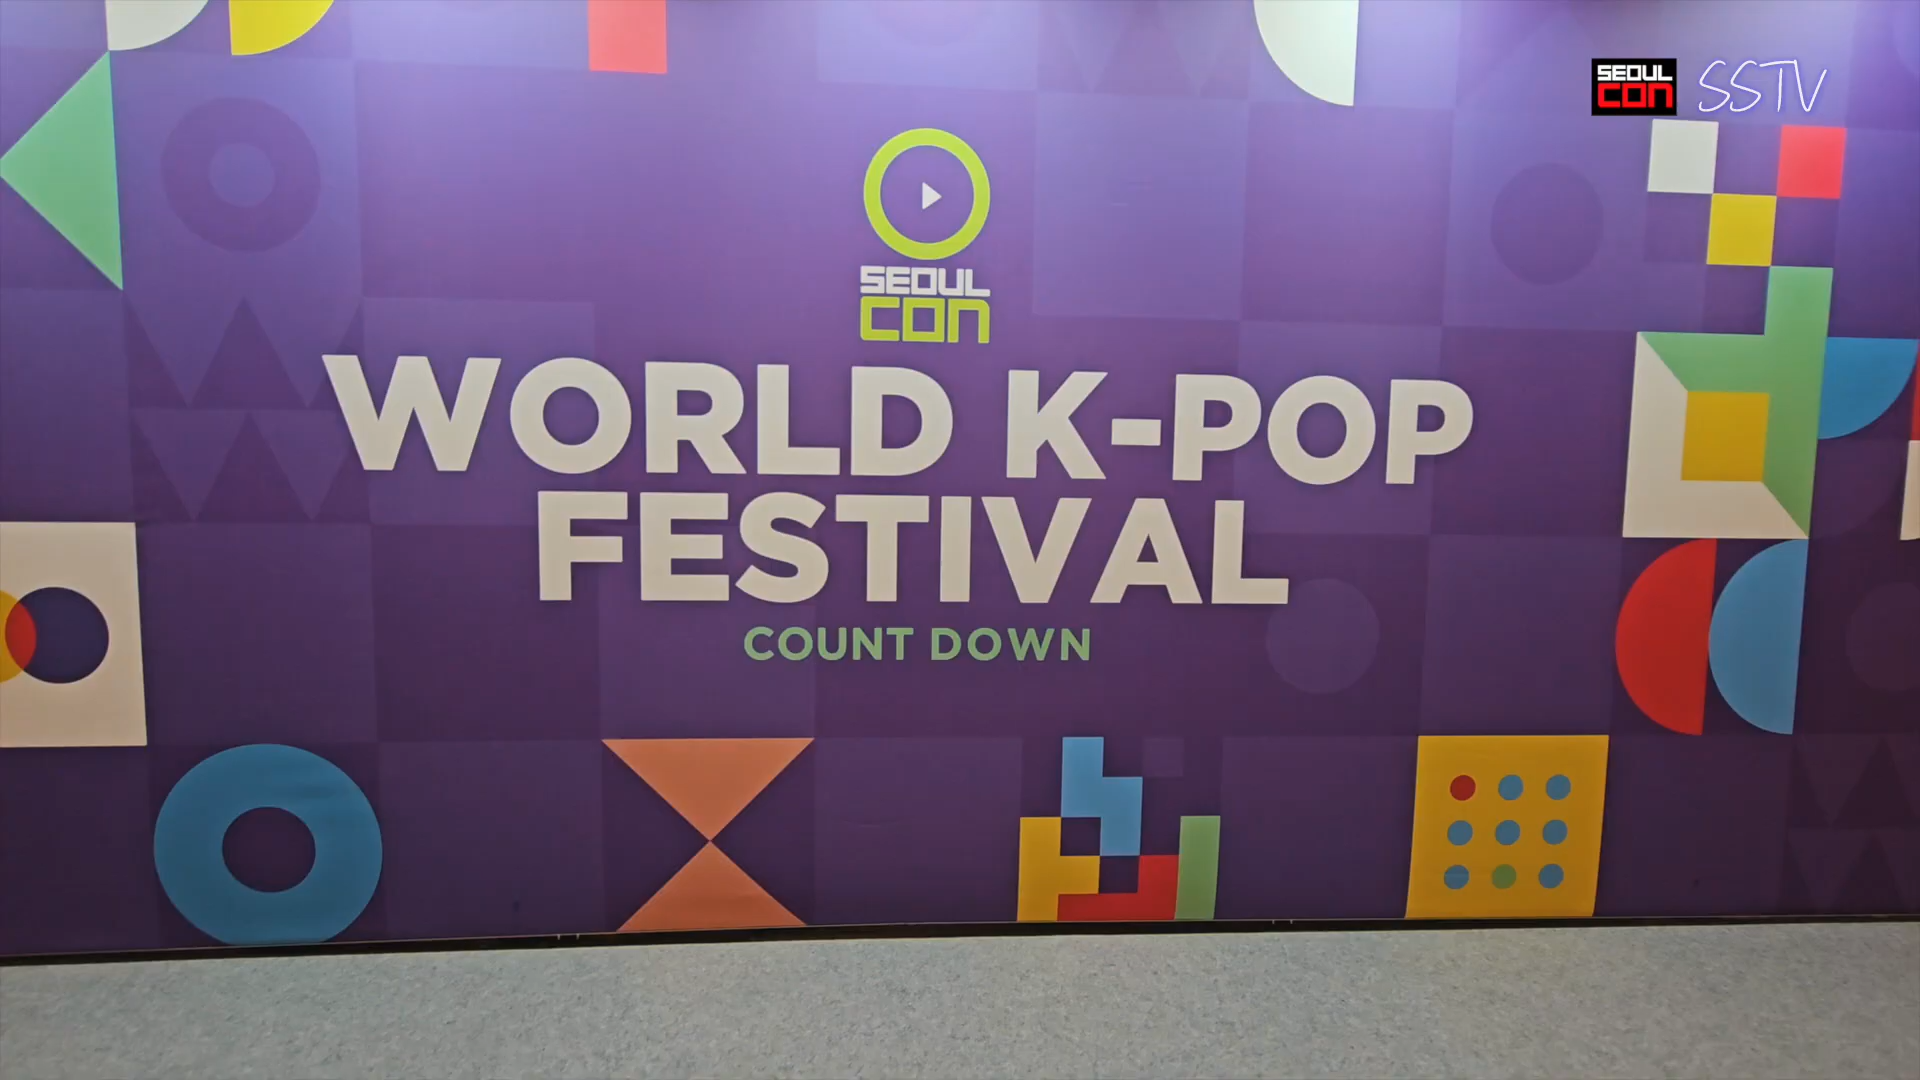 SEOUL
CON
SSTV
SEOUL
CON
WORLD K-POP
FESTIVAL
COUNT DOWN